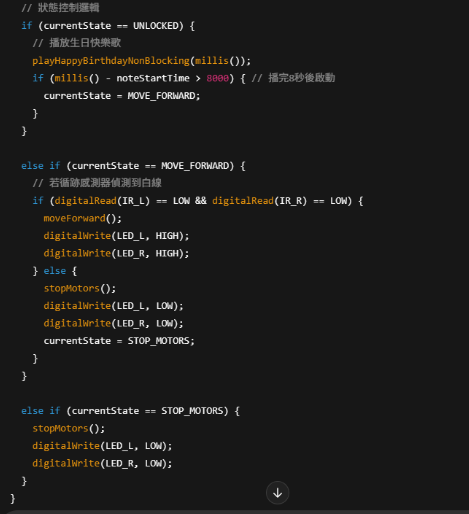 // 狀態控制邏輯
if (currentState == UNLOCKED) {
// 播放生日快樂歌
playHappyBirthdayNonBlocking(millis());
if (millis() - noteStartTime > 8000) { // 播完8秒後啟動
currentState = MOVE_FORWARD;
}
}
else if (currentState == MOVE_FORWARD) {
// 若循跡感測器偵測到白線
if (digitalRead(IR_L) == LOW && digitalRead(IR_R) == LOW) {
moveForward();
digitalWrite(LED_L, HIGH);
digitalWrite(LED_R, HIGH);
} else {
stopMotors();
digitalWrite(LED_L, LOW);
digitalWrite(LED_R, LOW);
currentState = STOP_MOTORS;
}
}
else if (currentState == STOP_MOTORS) {
stopMotors();
digitalWrite(LED_L, LOW);
digitalWrite(LED_R, LOW);
}
}